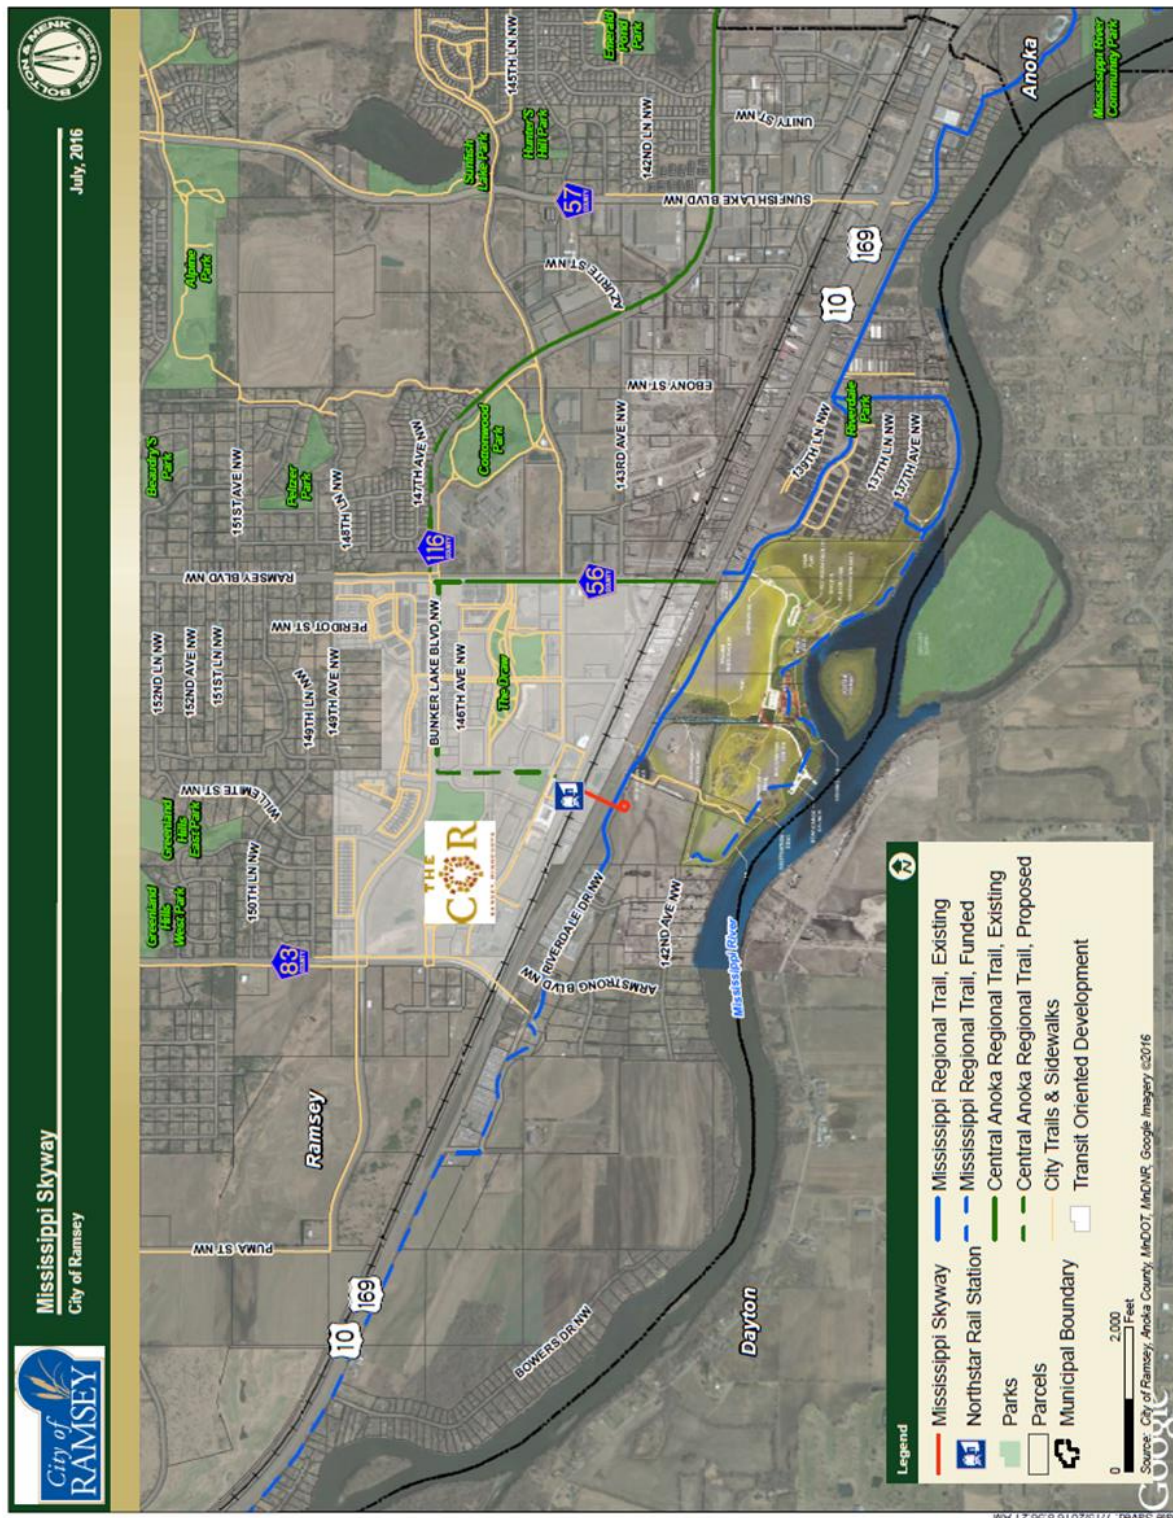 City of
RAMSEY
Mississippi Skyway
City of Ramsey
July, 2016
BOLTON & MENK
Greenland
Hills
West Park
Greenland
Hills
East Park
Beaudry'S
Park
Alpine
Park
152ND LN NW
152ND AVE NW
151ST LN NW
151ST AVE NW
150TH LN NW
WILLEMITE ST NW
149TH LN NW
149TH AVE NW
PERIDOT ST NW
RAMSEY BLVD NW
Peltzer
Park
148TH LN NW
147TH AVE NW
83
COUNTY
116
COUNTY
57
COUNTY
56
COUNTY
Ramsey
PUMA ST NW
THE
COR
BUNKER LAKE BLVD NW
146TH AVE NW
The Draw
Cottonwood
Park
Sunfish
Lake Park
145TH LN NW
Hunter'S
Hill Park
Emerald
Pond
Park
142ND LN NW
UNITY ST NW
AZURITE ST NW
SUNFISH LAKE BLVD NW
143RD AVE NW
EBONY ST NW
10
169
10
169
ARMSTRONG BLVD NW
RIVERDALE DR NW
142ND AVE NW
139TH LN NW
Riverdale
Park
137TH LN NW
137TH AVE NW
BOWERS DR NW
Mississippi River
Dayton
Anoka
Mississippi River
Community Park
Legend
Mississippi Skyway
Northstar Rail Station
Parks
Parcels
Municipal Boundary
Mississippi Regional Trail, Existing
Mississippi Regional Trail, Funded
Central Anoka Regional Trail, Existing
Central Anoka Regional Trail, Proposed
City Trails & Sidewalks
Transit Oriented Development
0
2,000
Feet
Source: City of Ramsey, Anoka County, MnDOT, MnDNR, Google Imagery ©2016
Google